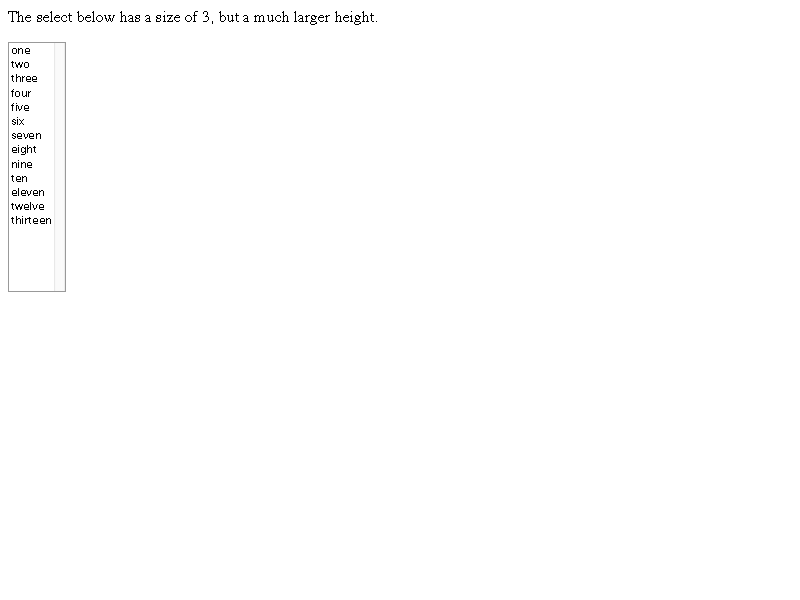 The select below has a size of 3, but a much larger height.
one
two
three
four
five
six
seven
eight
nine
ten
eleven
twelve
thirteen